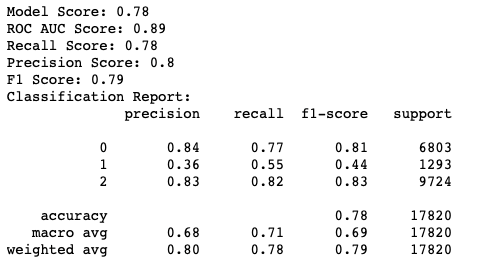 Model Score: 0.78
ROC AUC Score: 0.89
Recall Score: 0.78
Precision Score: 0.8
F1 Score: 0.79
Classification Report:
precision recall f1-score support
0 0.84 0.77 0.81 6803
1 0.36 0.55 0.44 1293
2 0.83 0.82 0.83 9724
accuracy 0.78 17820
macro avg 0.68 0.71 0.69 17820
weighted avg 0.80 0.78 0.79 17820